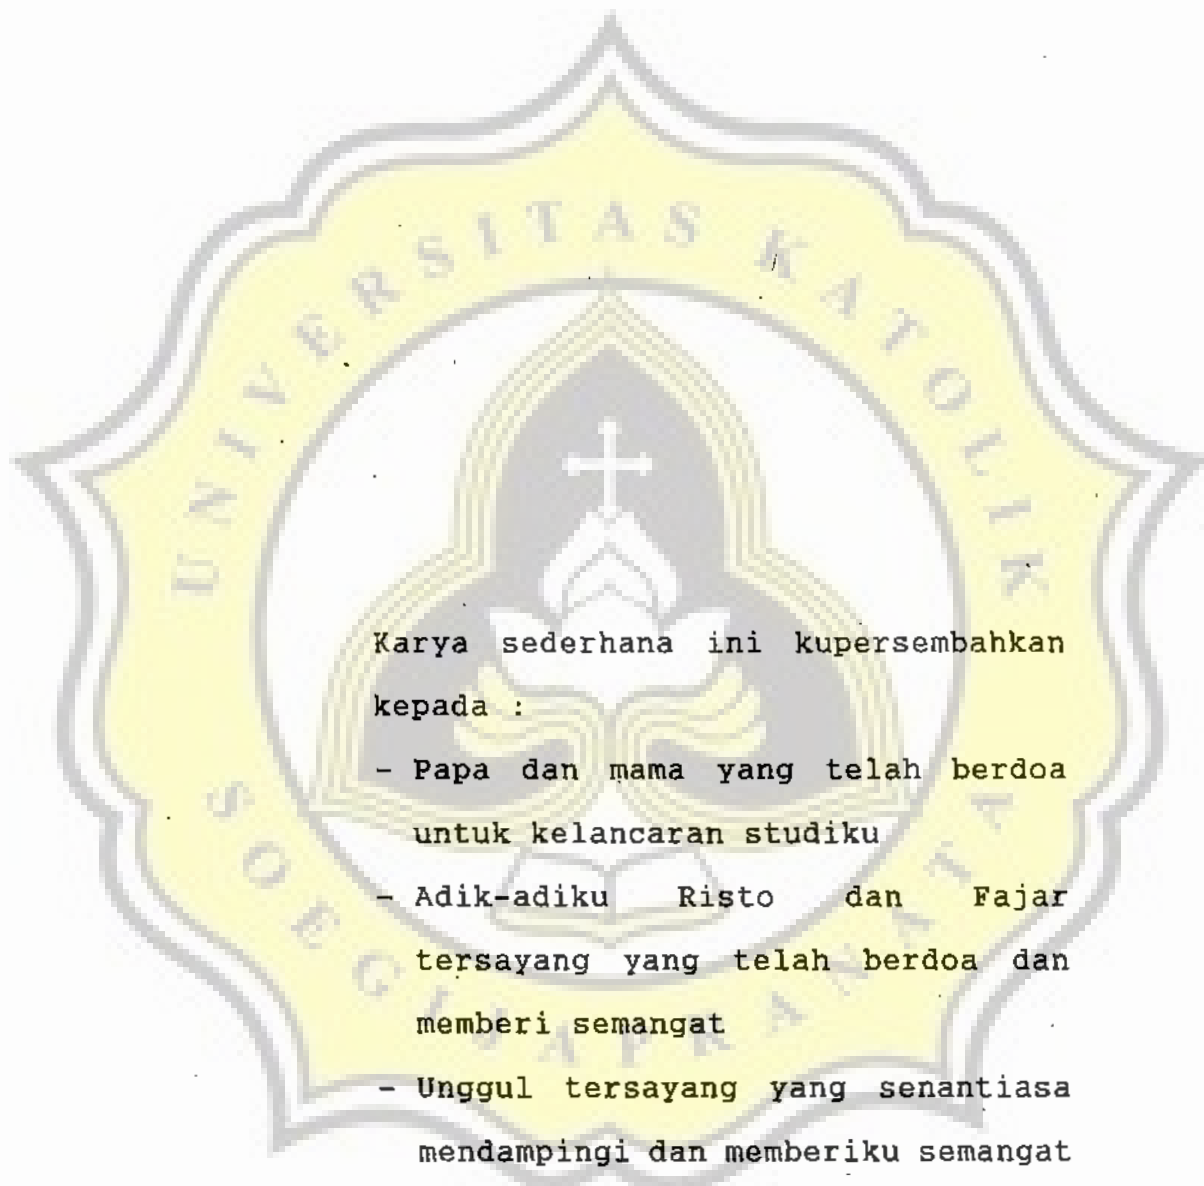 UNIVERSITAS KATOLIK
SOEGIJAPRANATA
Karya sederhana ini kupersembahkan
kepada :
- Papa dan mama yang telah berdoa
untuk kelancaran studiku
- Adik-adiku Risto dan Fajar
tersayang yang telah berdoa dan
memberi semangat
- Unggul tersayang yang senantiasa
mendampingi dan memberiku semangat